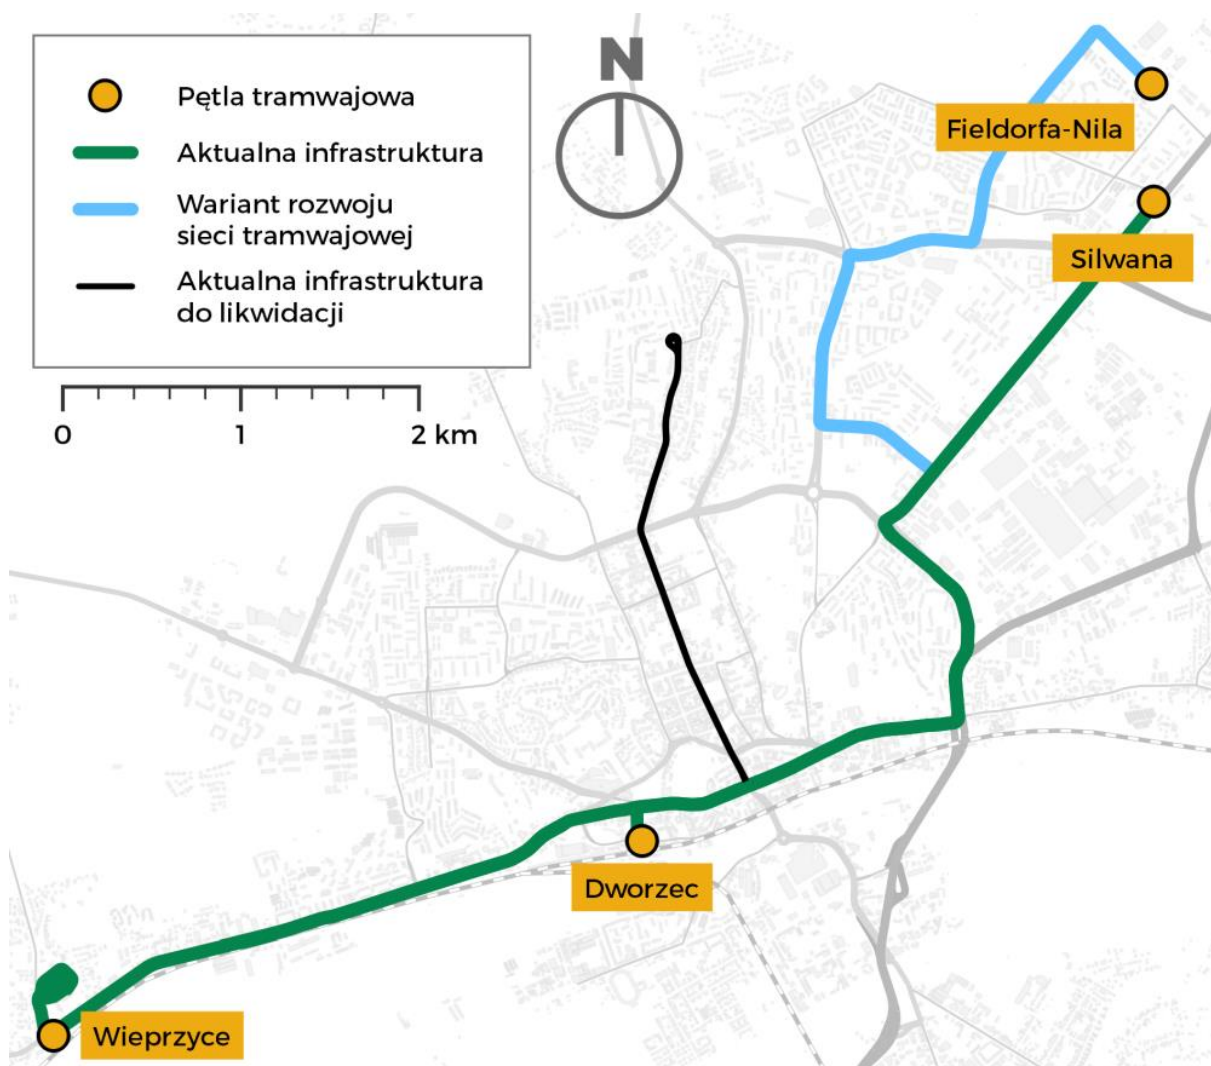 N
Pętla tramwajowa
Aktualna infrastruktura
Wariant rozwoju
sieci tramwajowej
Aktualna infrastruktura
do likwidacji
0 1 2 km
Fieldorfa-Nila
Silwana
Dworzec
Wieprzyce